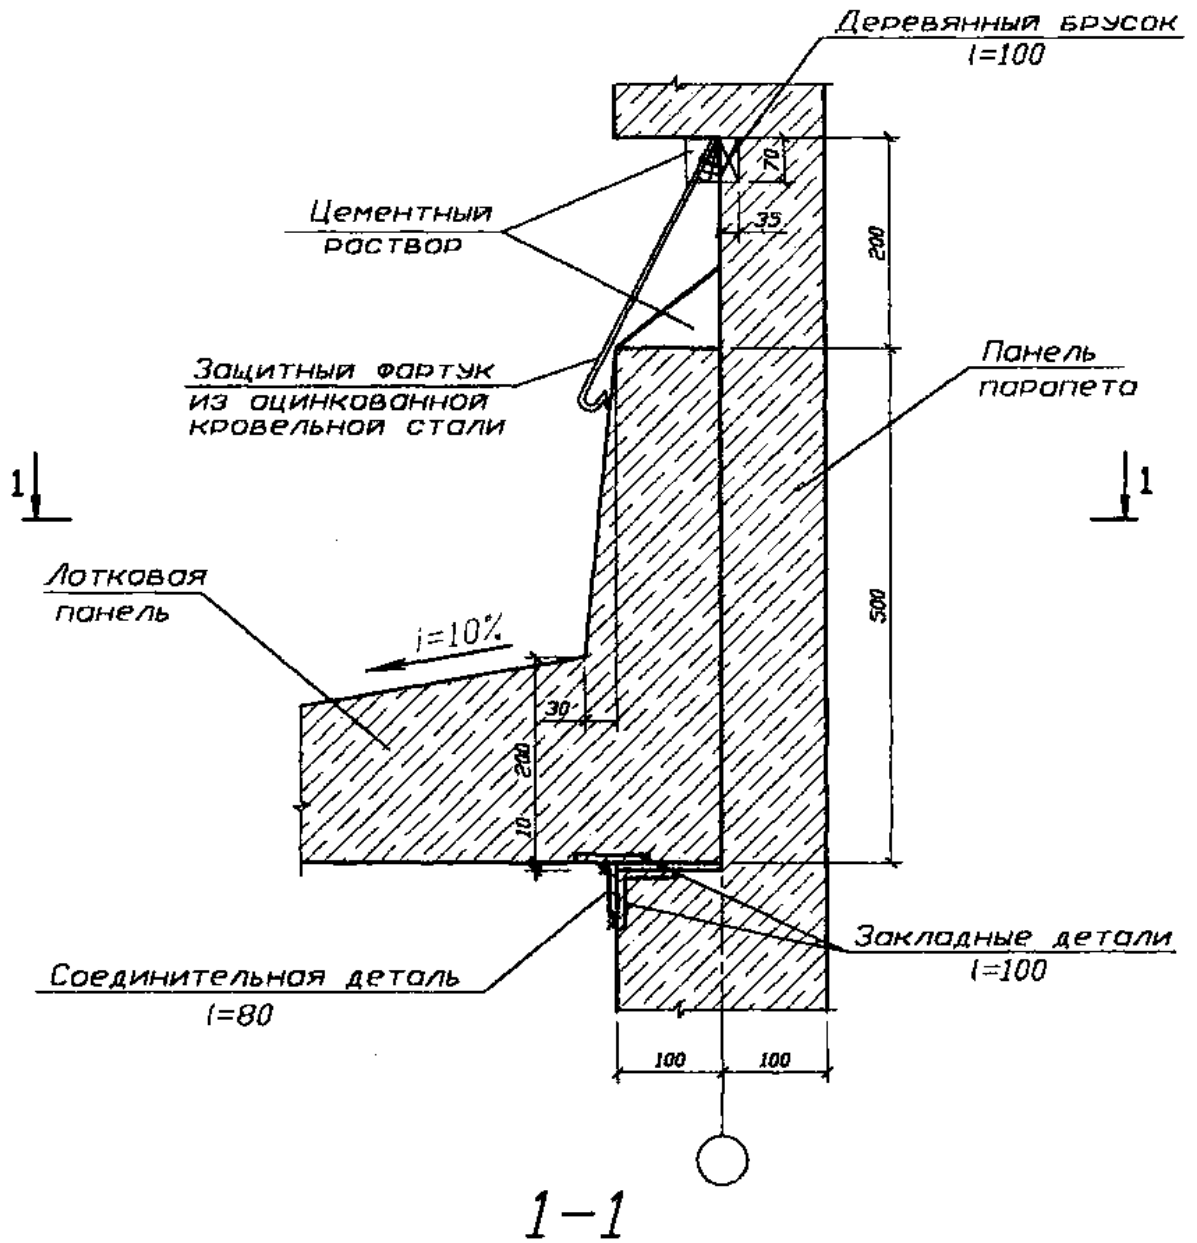 Деревянный брусок
l=100
70
Цементный
раствор
35
200
Защитный фартук
из оцинкованной
кровельной стали
Панель
парапета
1
1
Лотковая
панель
i=10%
500
30
200
10
Закладные детали
l=100
Соединительная деталь
l=80
100
100
1-1